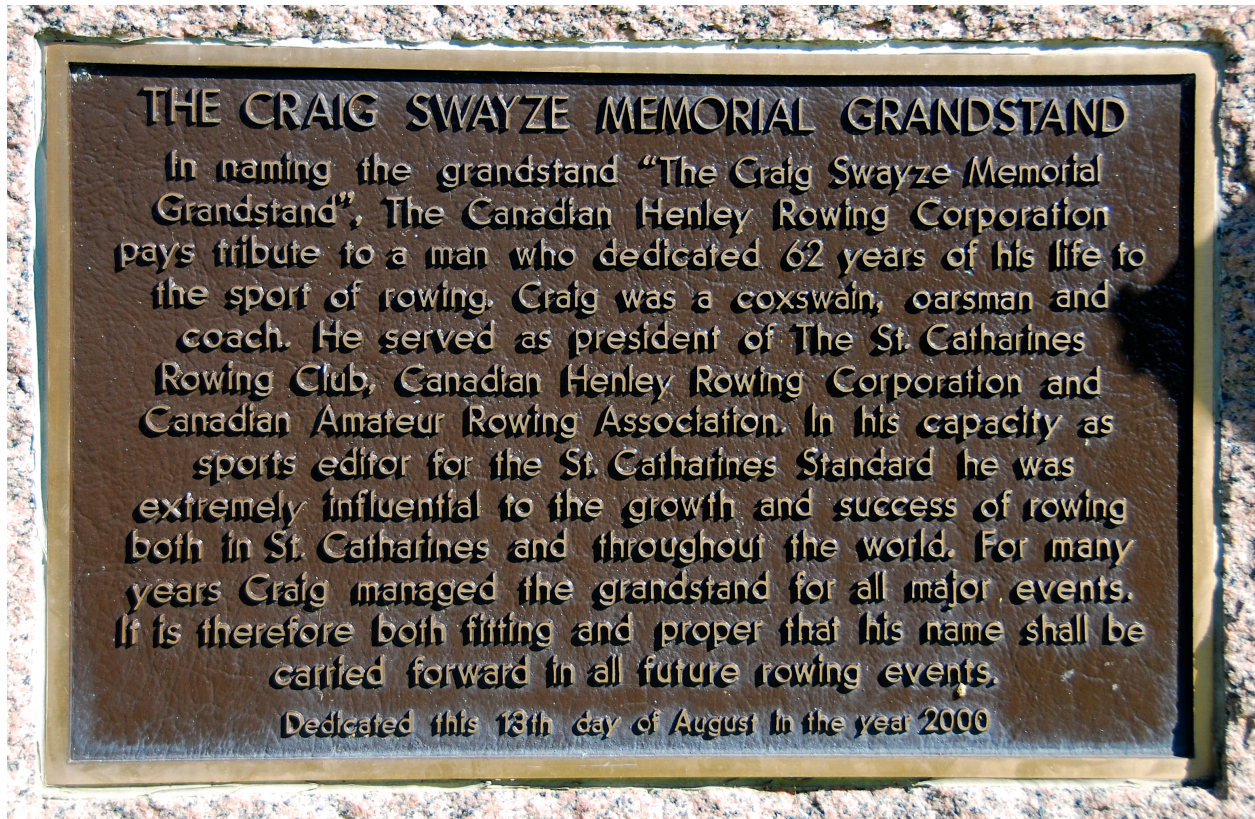 THE CRAIG SWAYZE MEMORIAL GRANDSTAND
In naming the grandstand "The Craig Swayze Memorial
Grandstand", The Canadian Henley Rowing Corporation
pays tribute to a man who dedicated 62 years of his life to
the sport of rowing. Craig was a coxswain, oarsman and
coach. He served as president of The St. Catharines
Rowing Club, Canadian Henley Rowing Corporation and
Canadian Amateur Rowing Association. In his capacity as
sports editor for the St. Catharines Standard he was
extremely influential to the growth and success of rowing
both in St. Catharines and throughout the world. For many
years Craig managed the grandstand for all major events.
It is therefore both fitting and proper that his name shall be
carried forward in all future rowing events.
Dedicated this 13th day of August in the year 2000